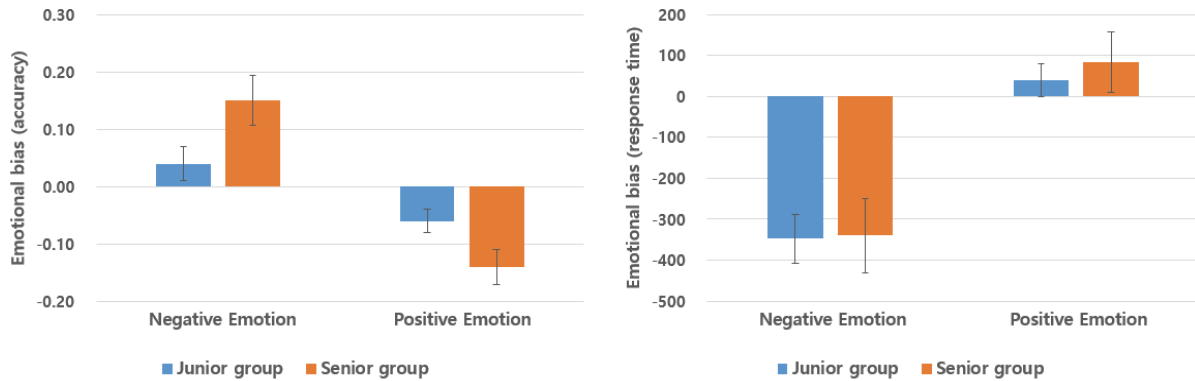 Emotional bias (accuracy)
0.30
0.20
0.10
0.00
-0.10
-0.20
Negative Emotion
Positive Emotion
Junior group
Senior group
Emotional bias (response time)
200
100
0
-100
-200
-300
-400
-500
Negative Emotion
Positive Emotion
Junior group
Senior group